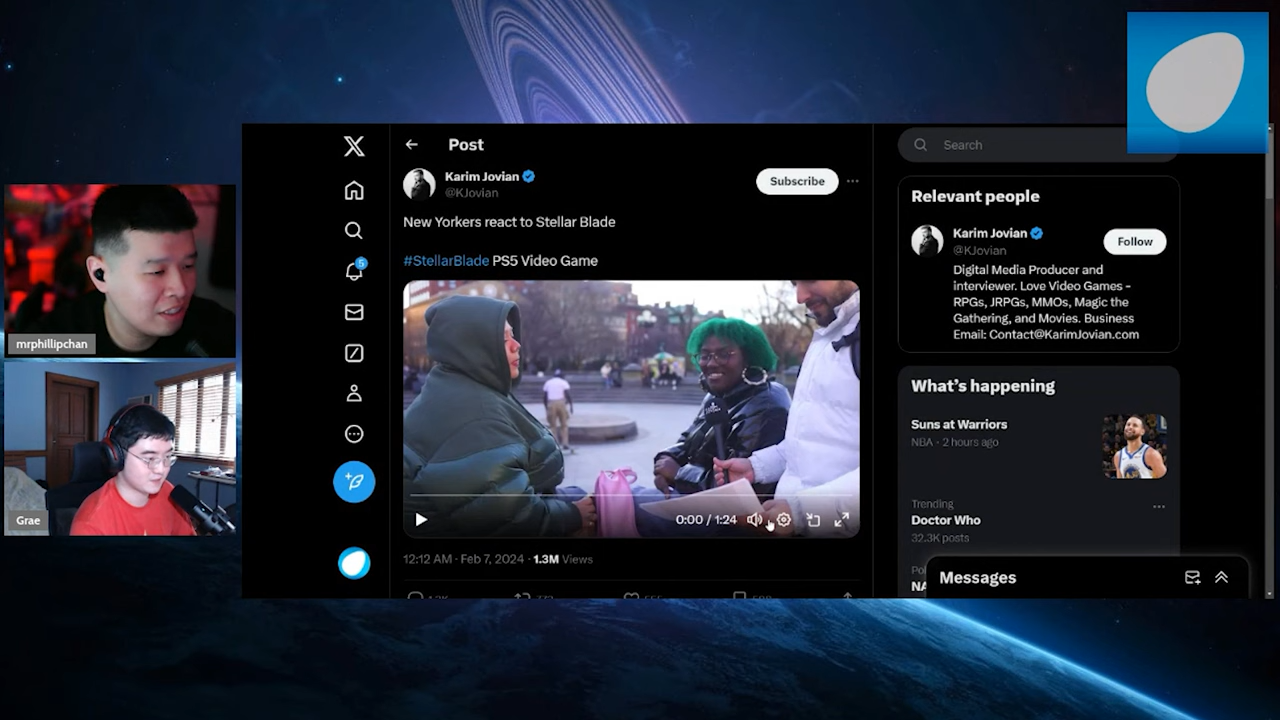 mrphillipchan
Grae
5
Post
Karim Jovian
@KJovian
Subscribe
New Yorkers react to Stellar Blade
#StellarBlade PS5 Video Game
0:00 / 1:24
12:12 AM · Feb 7, 2024 · 1.3M Views
Search
Relevant people
Karim Jovian
@KJovian
Follow
Digital Media Producer and
interviewer. Love Video Games -
RPGs, JRPGs, MMOs, Magic the
Gathering, and Movies. Business
Email: Contact@KarimJovian.com
What's happening
Suns at Warriors
NBA · 2 hours ago
Trending
Doctor Who
32.3K posts
Messages